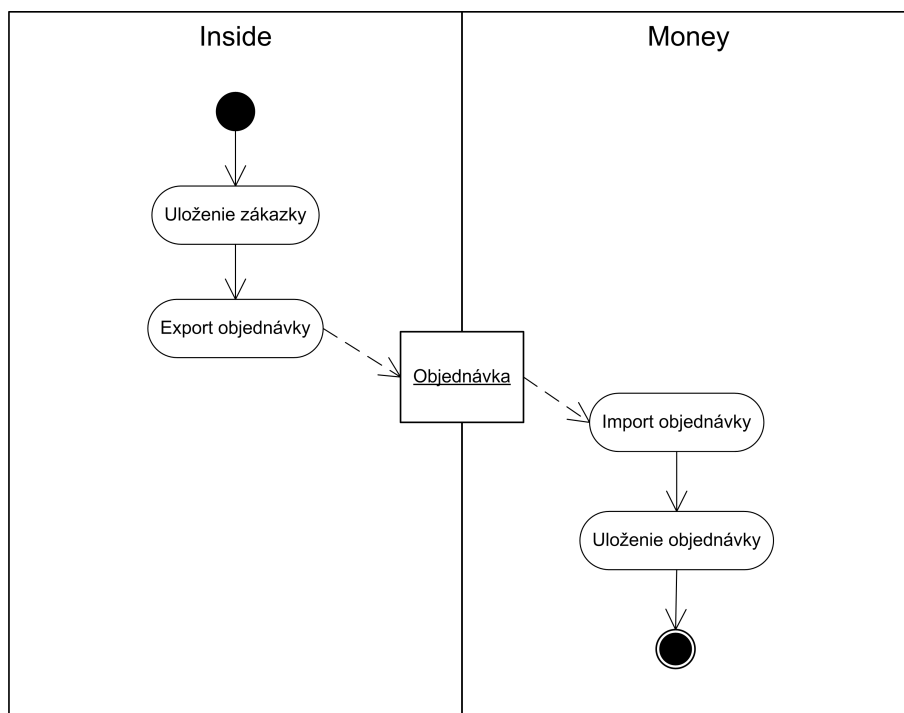 Inside
Money
Uloženie zákazky
Export objednávky
Objednávka
Import objednávky
Uloženie objednávky